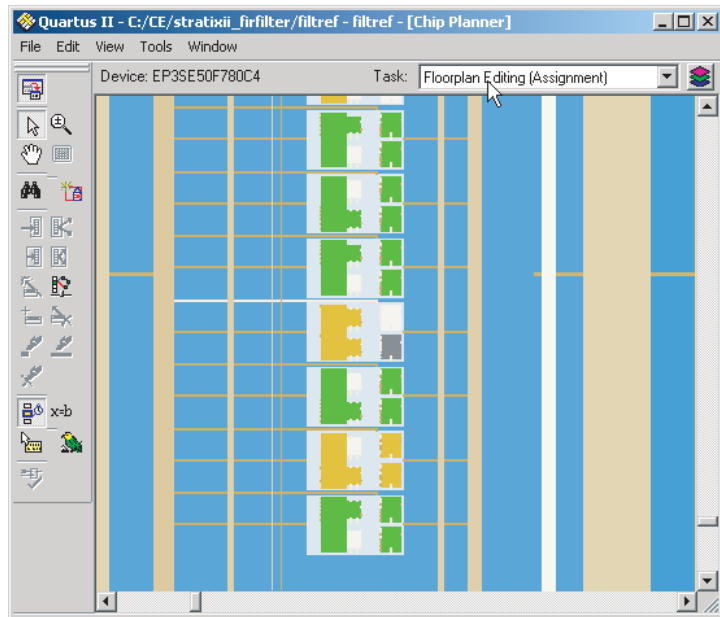 Quartus II - C:/CE/stratixii_firfilter/filtref - filtref - [Chip Planner]
File Edit View Tools Window
Device: EP3SE50F780C4 Task: Floorplan Editing (Assignment)
x=b